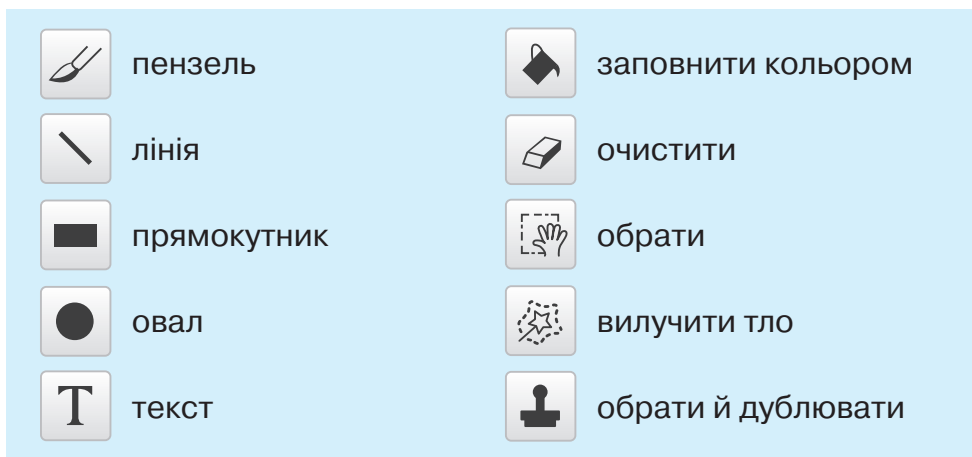 пензель
лінія
прямокутник
овал
T
текст
заповнити кольором
очистити
обрати
вилучити тло
обрати й дублювати